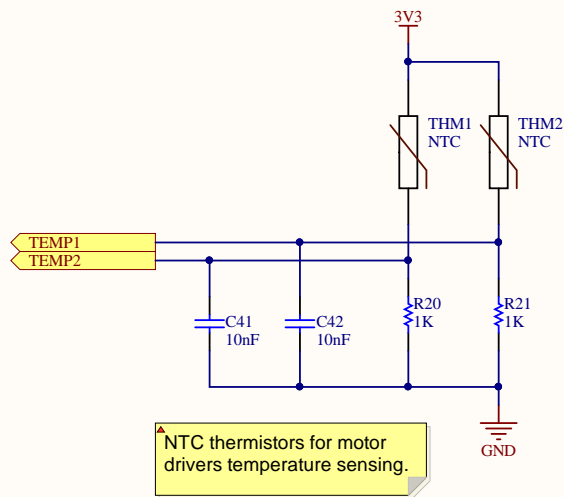 3V3
THM1
NTC
THM2
NTC
TEMP1
TEMP2
C41
10nF
C42
10nF
R20
1K
R21
1K
GND
NTC thermistors for motor
drivers temperature sensing.